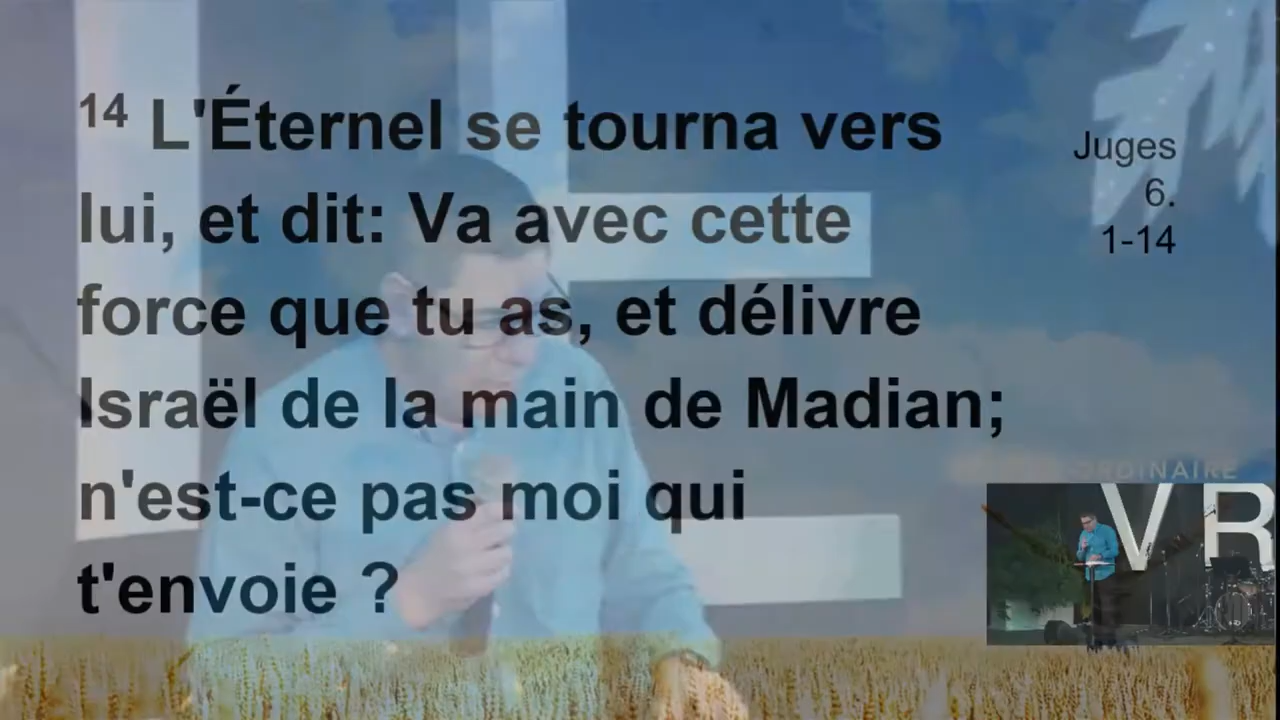 14 L'Éternel se tourna vers
lui, et dit: Va avec cette
force que tu as, et délivre
Israël de la main de Madian;
n'est-ce pas moi qui
t'envoie ?
Juges
6.
1-14
VR